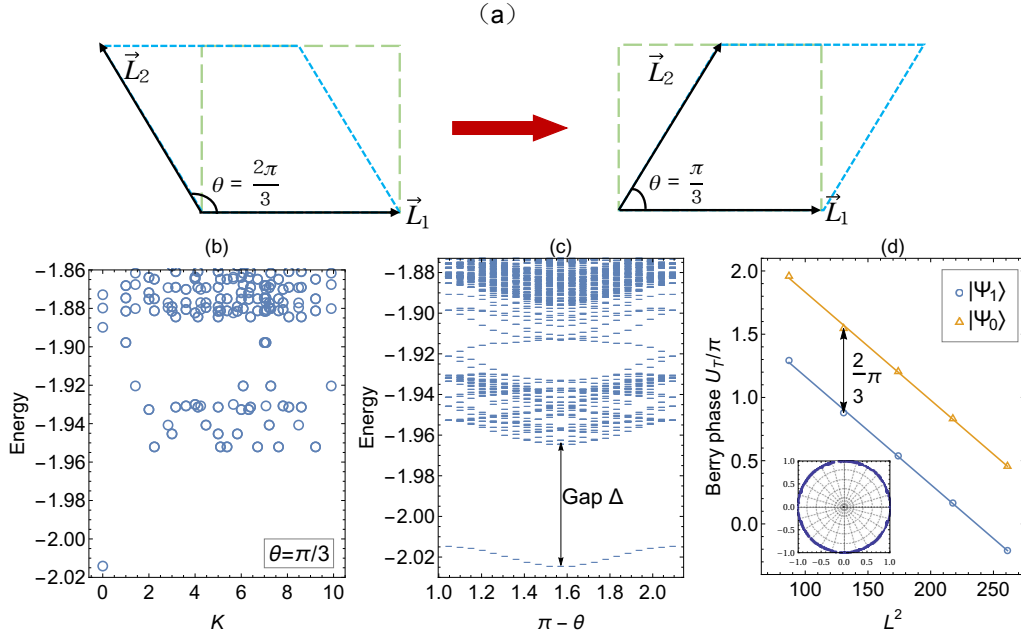 (a)
L⃗₂
θ = 2π/3
L⃗₁
L⃗₂
θ = π/3
L⃗₁
(b)
−1.86
−1.88
−1.90
−1.92
−1.94
−1.96
−1.98
−2.00
−2.02
Energy
0 2 4 6 8 10
K
θ=π/3
(c)
−1.88
−1.90
−1.92
−1.94
−1.96
−1.98
−2.00
−2.02
Energy
Gap Δ
1.0 1.2 1.4 1.6 1.8 2.0
π − θ
(d)
2.0
1.5
1.0
0.5
0.0
Berry phase U_T/π
|Ψ₁⟩
|Ψ₀⟩
2/3 π
1.0
0.5
0.0
-0.5
-1.0
-1.0 -0.5 0.0 0.5 1.0
100 150 200 250
L²